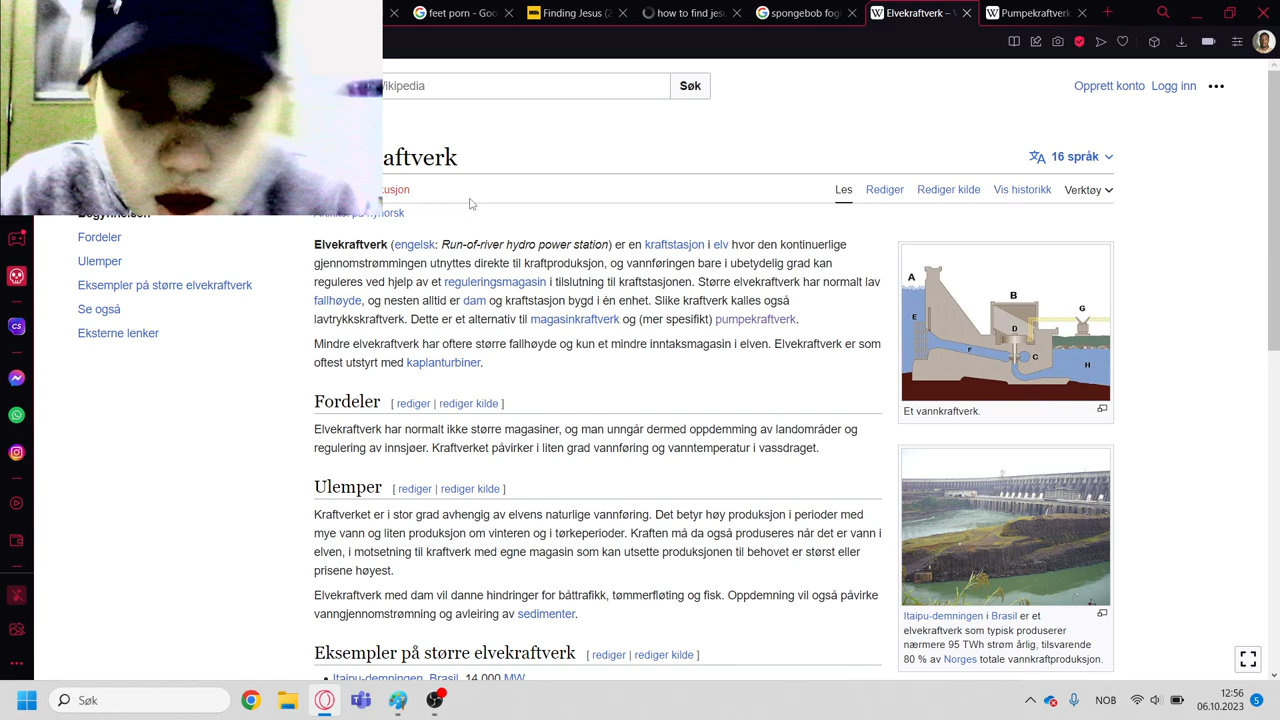 feet porn - Goo
Finding Jesus (2
how to find jesu
spongebob fog
Elvekraftverk – \
Pumpekraftverk
kipedia
Søk
Opprett konto Logg inn
aftverk
16 språk
usjon
Les Rediger Rediger kilde Vis historikk Verktøy
Fordeler
Ulemper
Eksempler på større elvekraftverk
Se også
Eksterne lenker
Elvekraftverk (engelsk: Run-of-river hydro power station) er en kraftstasjon i elv hvor den kontinuerlige
gjennomstrømmingen utnyttes direkte til kraftproduksjon, og vannføringen bare i ubetydelig grad kan
reguleres ved hjelp av et reguleringsmagasin i tilslutning til kraftstasjonen. Større elvekraftverk har normalt lav
fallhøyde, og nesten alltid er dam og kraftstasjon bygd i èn enhet. Slike kraftverk kalles også
lavtrykkskraftverk. Dette er et alternativ til magasinkraftverk og (mer spesifikt) pumpekraftverk.
Mindre elvekraftverk har oftere større fallhøyde og kun et mindre inntaksmagasin i elven. Elvekraftverk er som
oftest utstyrt med kaplanturbiner.
Fordeler [ rediger | rediger kilde ]
Elvekraftverk har normalt ikke større magasiner, og man unngår dermed oppdemming av landområder og
regulering av innsjøer. Kraftverket påvirker i liten grad vannføring og vanntemperatur i vassdraget.
Ulemper [ rediger | rediger kilde ]
Kraftverket er i stor grad avhengig av elvens naturlige vannføring. Det betyr høy produksjon i perioder med
mye vann og liten produksjon om vinteren og i tørkeperioder. Kraften må da også produseres når det er vann i
elven, i motsetning til kraftverk med egne magasin som kan utsette produksjonen til behovet er størst eller
prisene høyest.
Elvekraftverk med dam vil danne hindringer for båttrafikk, tømmerfløting og fisk. Oppdemning vil også påvirke
vanngjennomstrømning og avleiring av sedimenter.
Eksempler på større elvekraftverk [ rediger | rediger kilde ]
Itaipu-demningen, Brasil, 14 000 MW
A
B
G
E
D
F
C
H
Et vannkraftverk.
Itaipu-demningen i Brasil er et
elvekraftverk som typisk produserer
nærmere 95 TWh strøm årlig, tilsvarende
80 % av Norges totale vannkraftproduksjon.
CS
Søk
NOB
12:56
06.10.2023
5